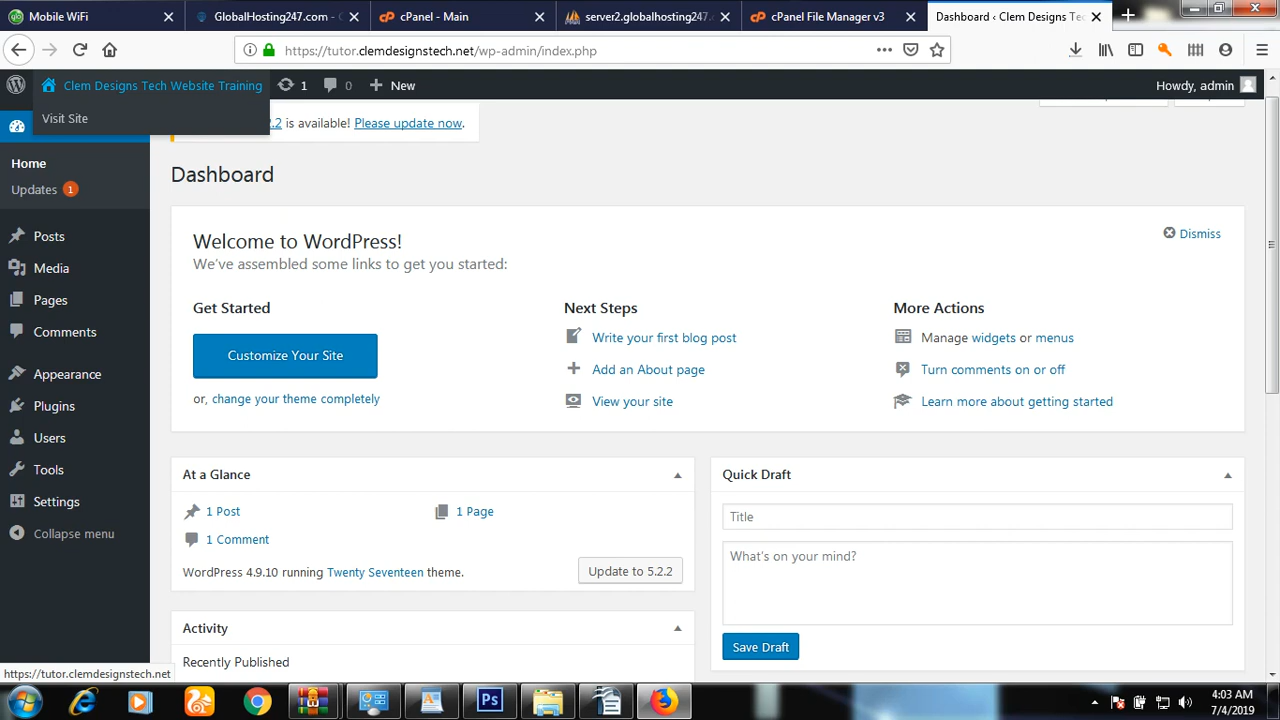 Mobile WiFi
GlobalHosting247.com - C
cPanel - Main
server2.globalhosting247.
cPanel File Manager v3
Dashboard ‹ Clem Designs Tec
https://tutor.clemdesignstech.net/wp-admin/index.php
Clem Designs Tech Website Training
1
0
New
Howdy, admin
Visit Site
.2 is available! Please update now.
Home
Updates 1
Posts
Media
Pages
Comments
Appearance
Plugins
Users
Tools
Settings
Collapse menu
Dashboard
Welcome to WordPress!
We've assembled some links to get you started:
Dismiss
Get Started
Customize Your Site
or, change your theme completely
Next Steps
Write your first blog post
Add an About page
View your site
More Actions
Manage widgets or menus
Turn comments on or off
Learn more about getting started
At a Glance
1 Post
1 Page
1 Comment
WordPress 4.9.10 running Twenty Seventeen theme.
Update to 5.2.2
Activity
Recently Published
Quick Draft
Title
What's on your mind?
Save Draft
https://tutor.clemdesignstech.net
Ps
4:03 AM
7/4/2019